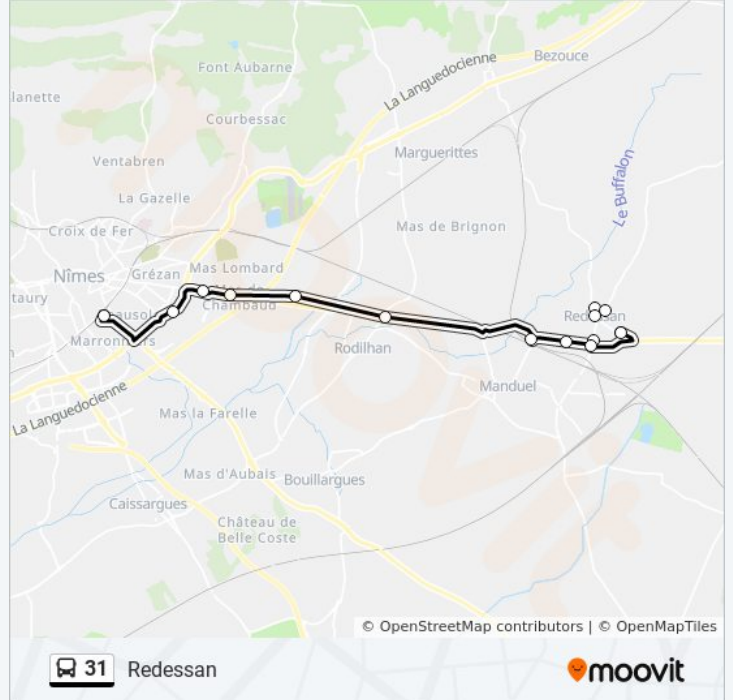 La Languedocienne
Bezouce
Font Aubarne
lanette
Courbessac
Marguerittes
Ventabren
Le Buffalon
La Gazelle
Mas de Brignon
Croix de Fer
Nîmes
Grézan
Mas Lombard
taury
Mas de
Chambaud
Marronniers
Rodilhan
Manduel
La Languedocienne
Mas la Farelle
Mas d'Aubais
Bouillargues
Caissargues
Château de
Belle Coste
© OpenStreetMap contributors | © OpenMapTiles
31 Redessan
moovit